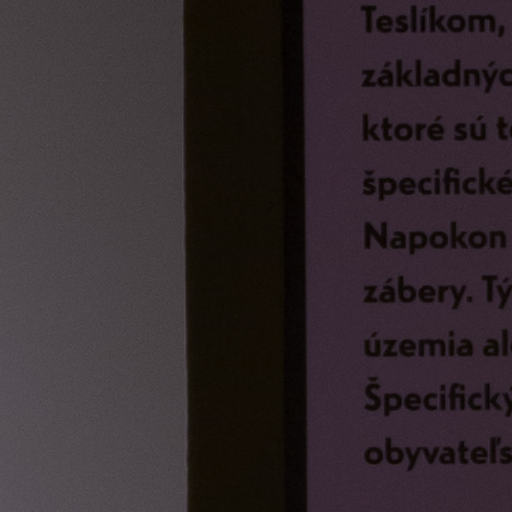 Teslíkom,
základnýc
ktoré sú t
špecifické
Napokon
zábery. Tý
územia al
Špecifický
obyvateľs